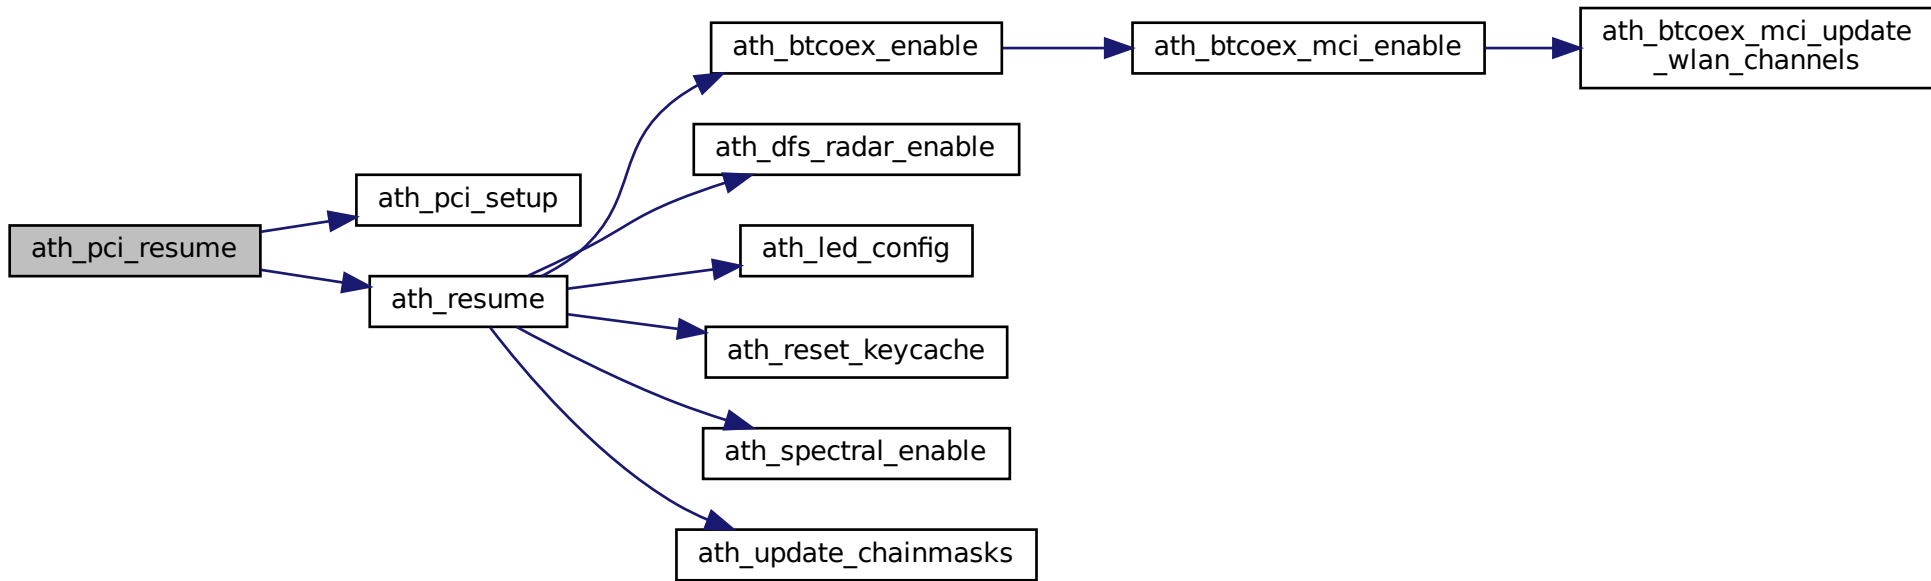 ath_pci_resume
ath_pci_setup
ath_resume
ath_btcoex_enable
ath_dfs_radar_enable
ath_led_config
ath_reset_keycache
ath_spectral_enable
ath_update_chainmasks
ath_btcoex_mci_enable
ath_btcoex_mci_update
_wlan_channels